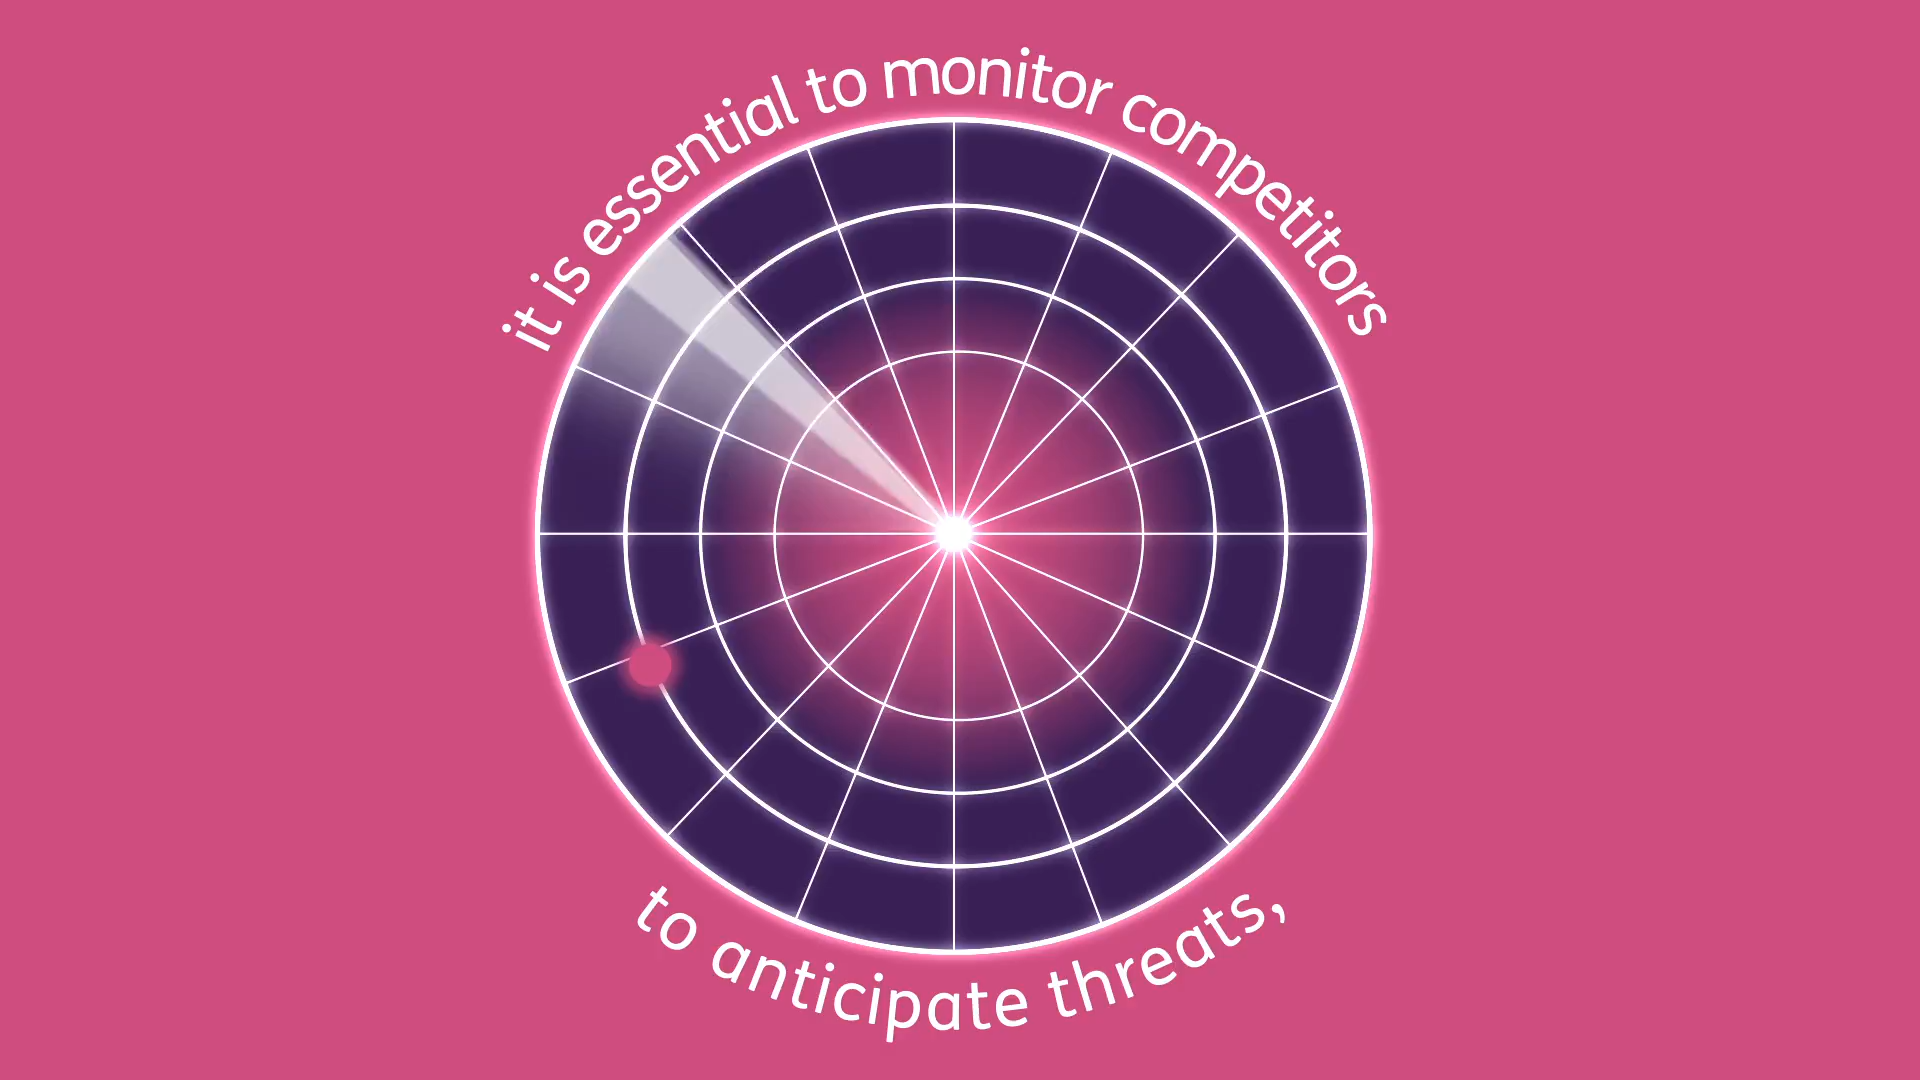 it is essential to monitor competitors
to anticipate threats,